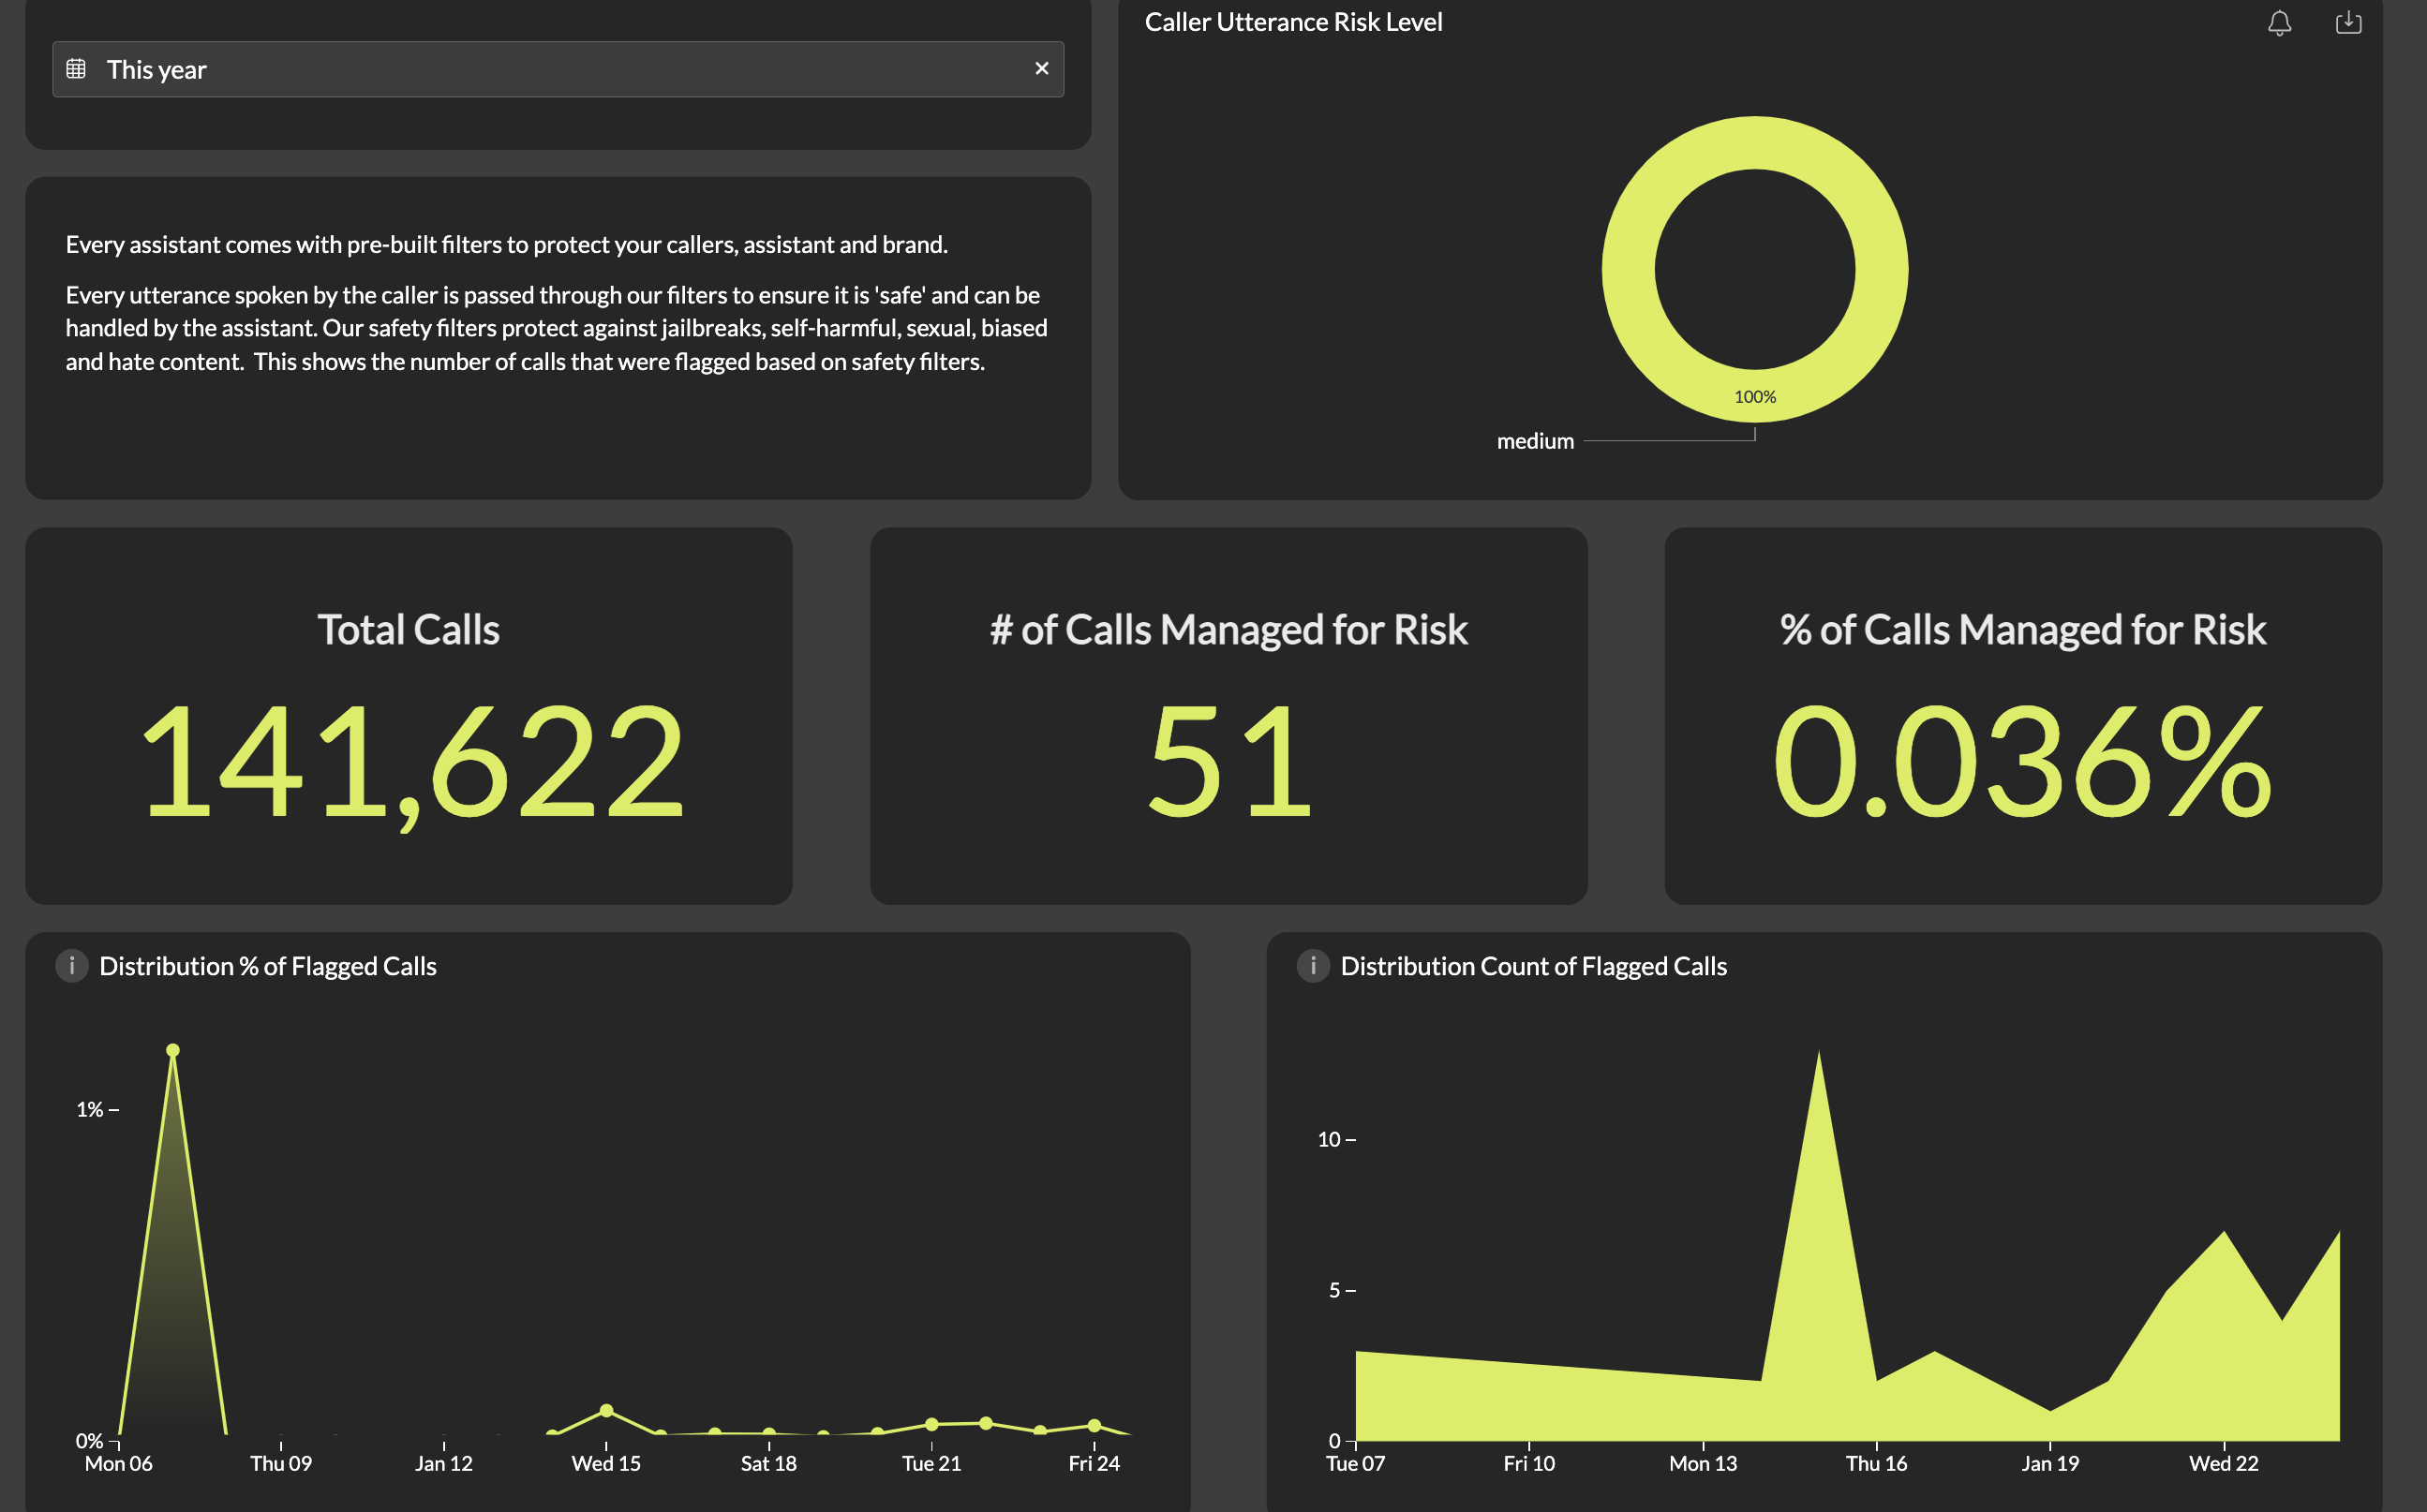 This year
Caller Utterance Risk Level
100%
medium
Every assistant comes with pre-built filters to protect your callers, assistant and brand.
Every utterance spoken by the caller is passed through our filters to ensure it is 'safe' and can be
handled by the assistant. Our safety filters protect against jailbreaks, self-harmful, sexual, biased
and hate content.  This shows the number of calls that were flagged based on safety filters.
Total Calls
141,622
# of Calls Managed for Risk
51
% of Calls Managed for Risk
0.036%
i Distribution % of Flagged Calls
1%
0%
Mon 06 Thu 09 Jan 12 Wed 15 Sat 18 Tue 21 Fri 24
i Distribution Count of Flagged Calls
10
5
0
Tue 07 Fri 10 Mon 13 Thu 16 Jan 19 Wed 22